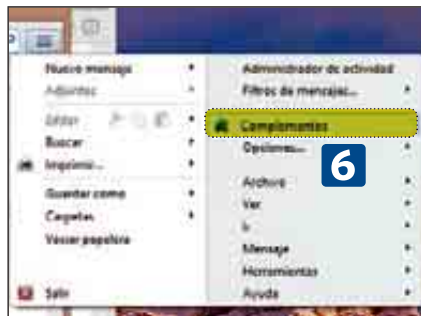 Nuevo mensaje
Adjuntos
Editar
Buscar
Imprimir...
Guardar como
Carpetas
Vaciar papelera
Salir
Administrador de actividad
Filtros de mensajes...
Complementos
Opciones...
6
Archivo
Ver
Ir
Mensaje
Herramientas
Ayuda